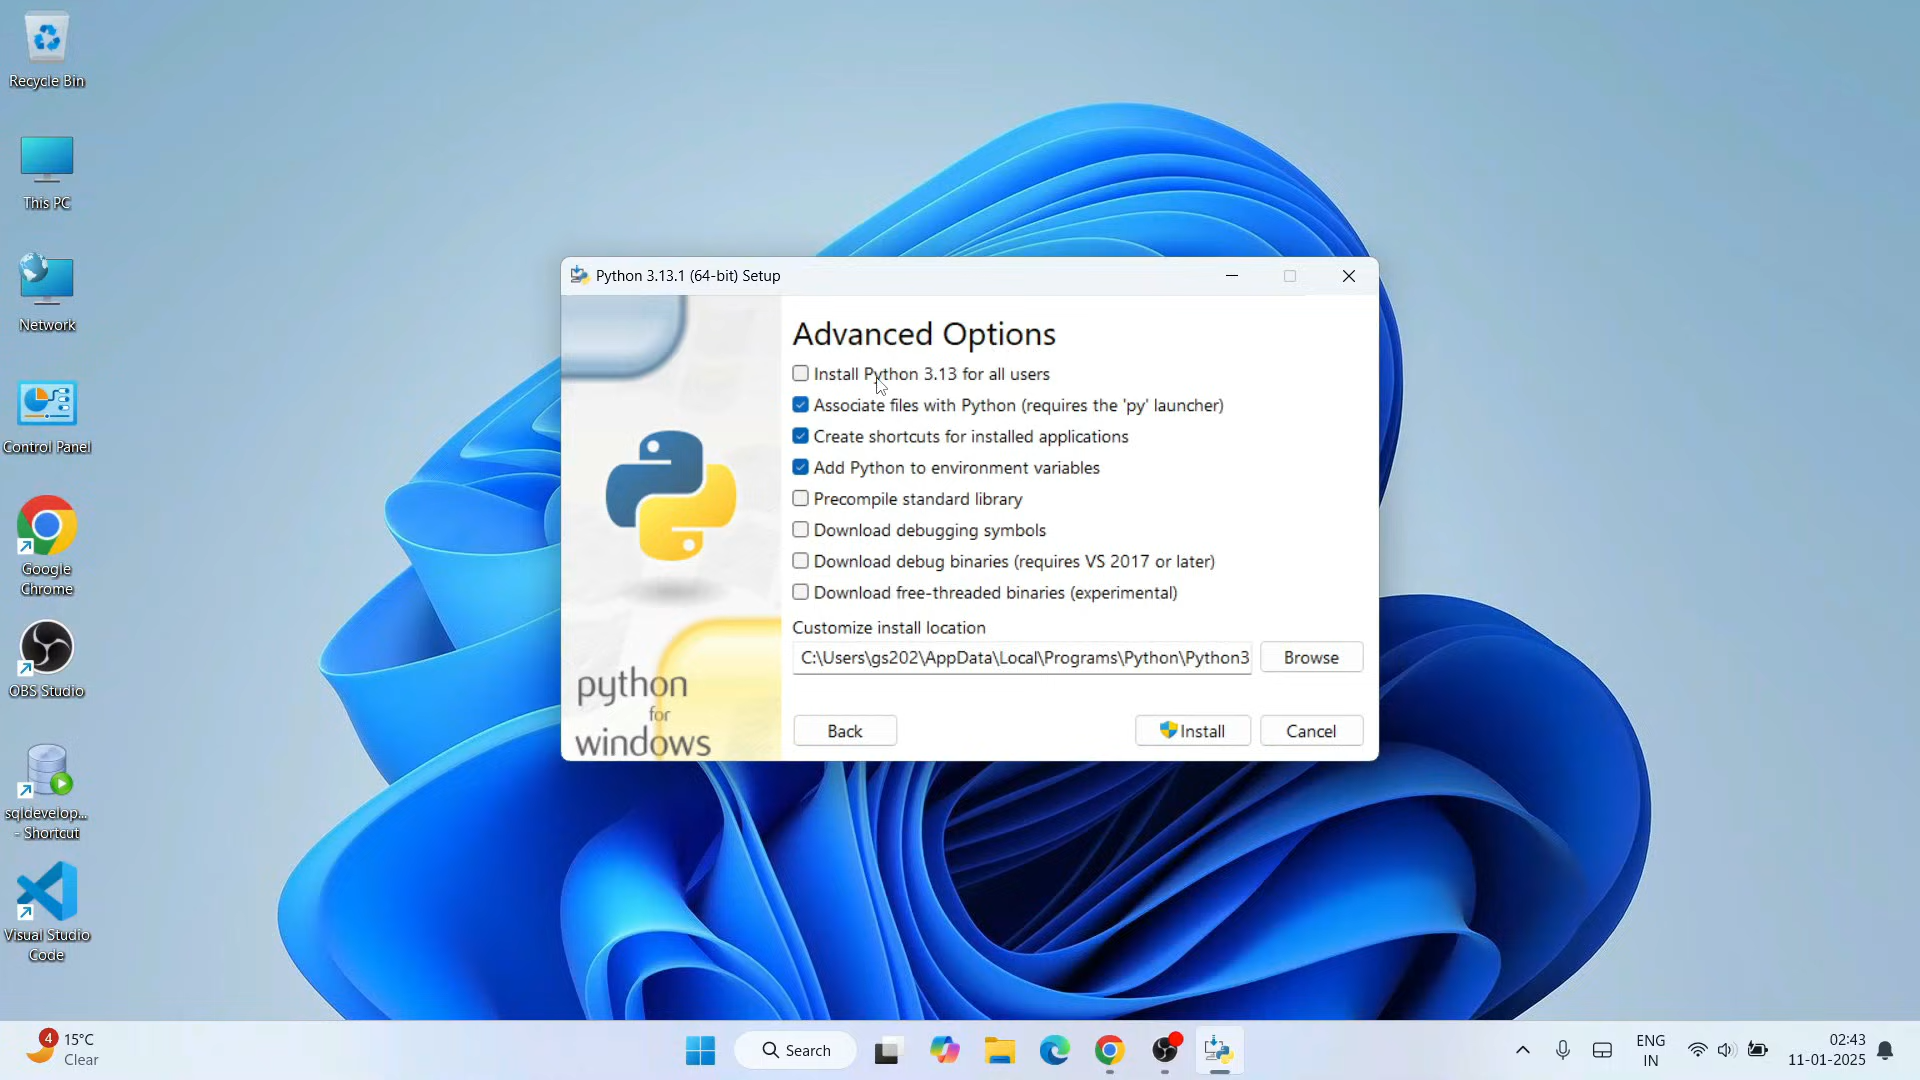 Recycle Bin
This PC
Network
Control Panel
Google
Chrome
OBS Studio
sqldevelop...
- Shortcut
Visual Studio
Code
Python 3.13.1 (64-bit) Setup
Advanced Options
Install Python 3.13 for all users
Associate files with Python (requires the 'py' launcher)
Create shortcuts for installed applications
Add Python to environment variables
Precompile standard library
Download debugging symbols
Download debug binaries (requires VS 2017 or later)
Download free-threaded binaries (experimental)
Customize install location
C:\Users\gs202\AppData\Local\Programs\Python\Python3
Browse
python
for
windows
Back
Install
Cancel
4
15°C
Clear
Search
ENG
IN
02:43
11-01-2025